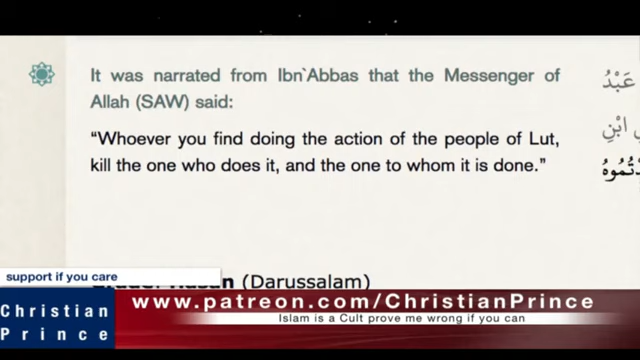 It was narrated from Ibn`Abbas that the Messenger of
Allah (SAW) said:
“Whoever you find doing the action of the people of Lut,
kill the one who does it, and the one to whom it is done.”
عَبْدُ
ابْنِ
(Darussalam)
support if you care
Christian
Prince
www.patreon.com/ChristianPrince
Islam is a Cult prove me wrong if you can